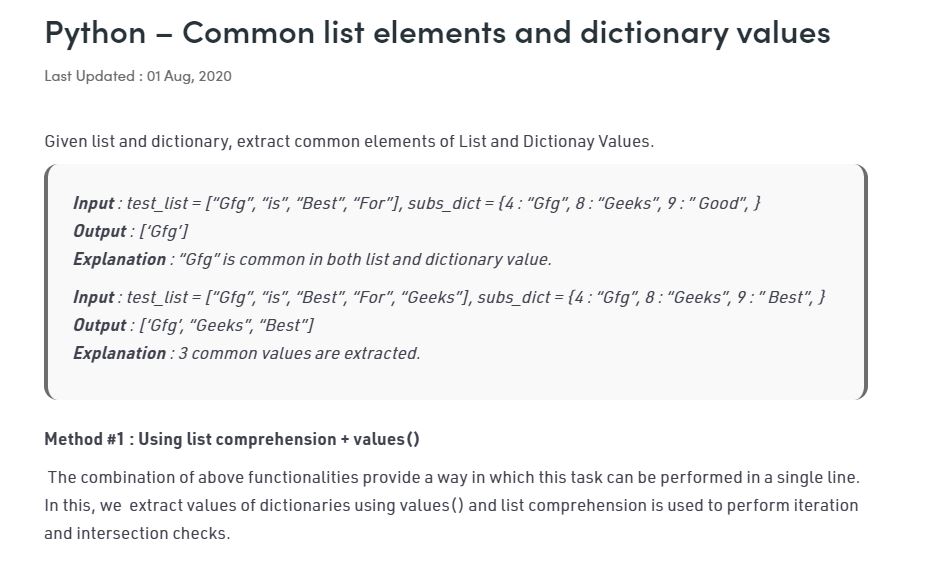 Python – Common list elements and dictionary values
Last Updated : 01 Aug, 2020
Given list and dictionary, extract common elements of List and Dictionay Values.
Input : test_list = [“Gfg”, “is”, “Best”, “For”], subs_dict = {4 : “Gfg”, 8 : “Geeks”, 9 : ” Good”, }
Output : [‘Gfg’]
Explanation : “Gfg” is common in both list and dictionary value.
Input : test_list = [“Gfg”, “is”, “Best”, “For”, “Geeks”], subs_dict = {4 : “Gfg”, 8 : “Geeks”, 9 : ” Best”, }
Output : [‘Gfg’, “Geeks”, “Best”]
Explanation : 3 common values are extracted.
Method #1 : Using list comprehension + values()
The combination of above functionalities provide a way in which this task can be performed in a single line.
In this, we  extract values of dictionaries using values() and list comprehension is used to perform iteration
and intersection checks.